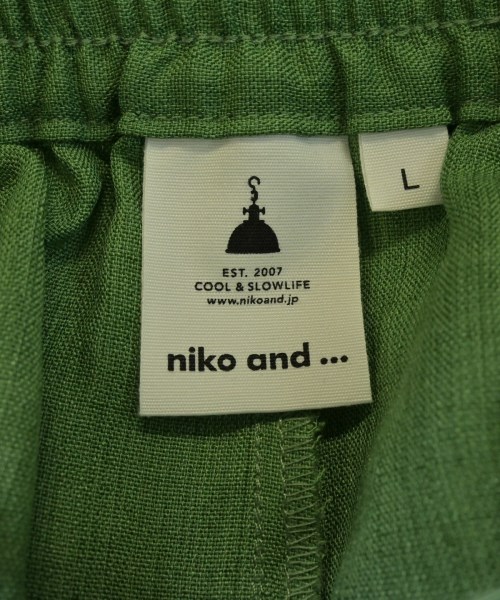 L
EST. 2007
COOL & SLOWLIFE
www.nikoand.jp
niko and ...